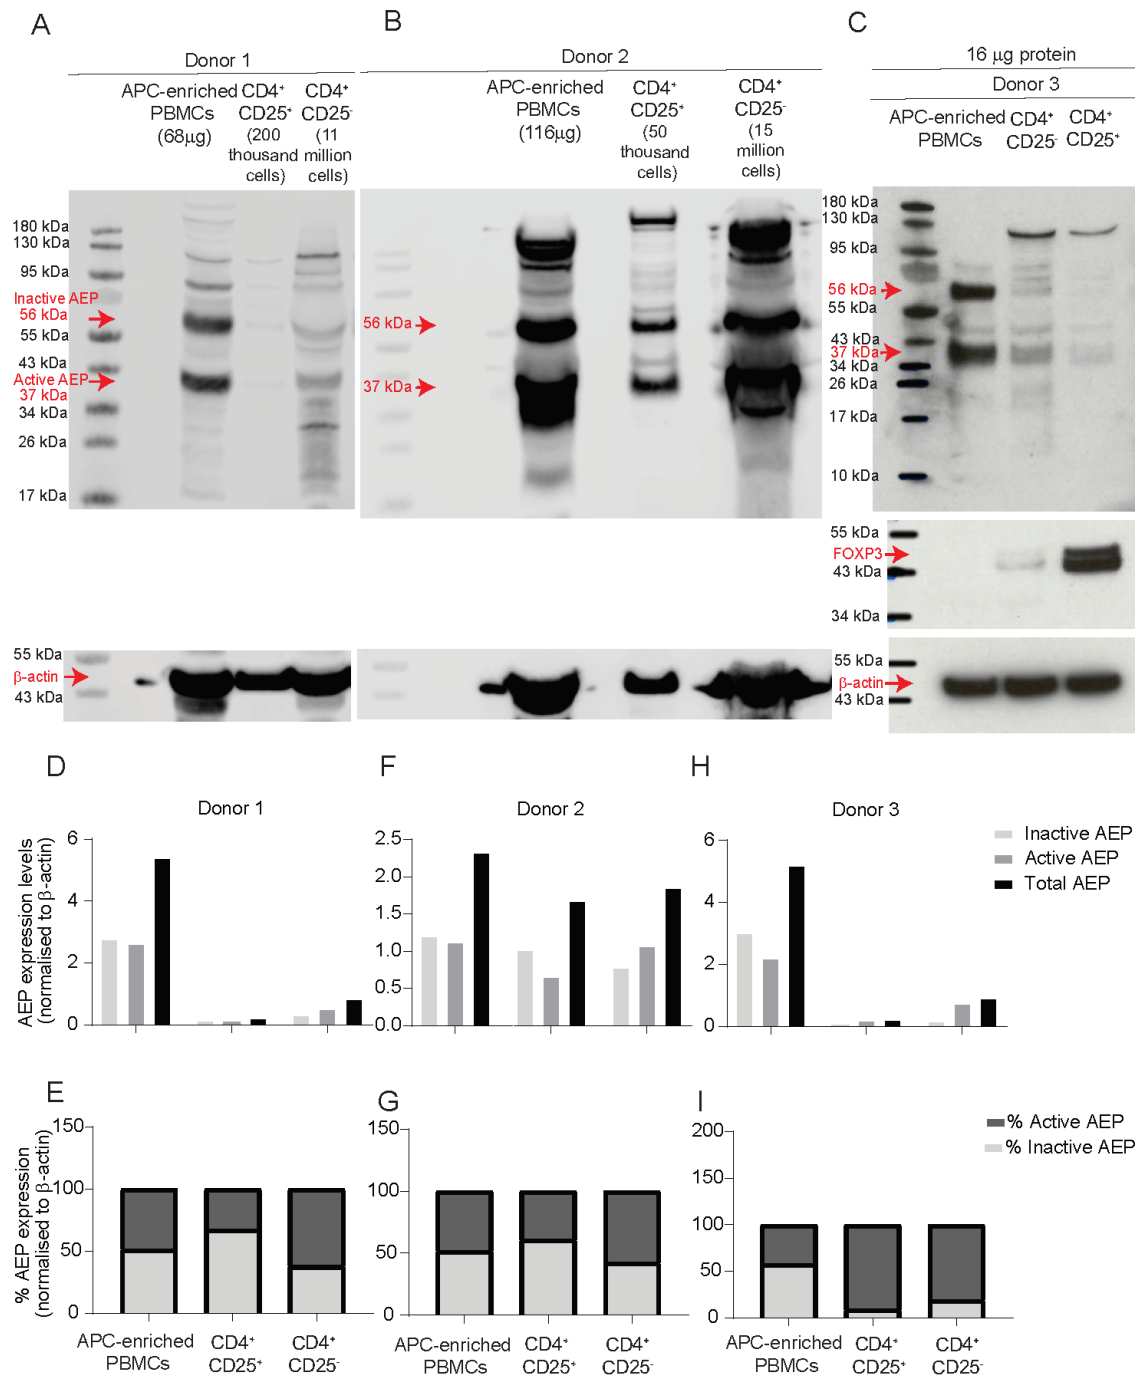 A
Donor 1
APC-enriched
PBMCs
(68µg)
CD4⁺
CD25⁺
(200
thousand
cells)
CD4⁺
CD25⁻
(11
million
cells)
180 kDa
130 kDa
95 kDa
Inactive AEP
56 kDa
55 kDa
43 kDa
Active AEP
37 kDa
34 kDa
26 kDa
17 kDa
55 kDa
β-actin
43 kDa
B
Donor 2
APC-enriched
PBMCs
(116µg)
CD4⁺
CD25⁺
(50
thousand
cells)
CD4⁺
CD25⁻
(15
million
cells)
56 kDa
37 kDa
C
16 µg protein
Donor 3
APC-enriched
PBMCs
CD4⁺
CD25⁻
CD4⁺
CD25⁺
180 kDa
130 kDa
95 kDa
56 kDa
55 kDa
43 kDa
37 kDa
34 kDa
26 kDa
17 kDa
10 kDa
55 kDa
FOXP3
43 kDa
34 kDa
55 kDa
β-actin
43 kDa
D
Donor 1
AEP expression levels
(normalised to β-actin)
6
4
2
0
F
Donor 2
2.5
2.0
1.5
1.0
0.5
0.0
H
Donor 3
6
4
2
0
Inactive AEP
Active AEP
Total AEP
E
% AEP expression
(normalised to β-actin)
150
100
50
0
APC-enriched
PBMCs
CD4⁺
CD25⁺
CD4⁺
CD25⁻
G
150
100
50
0
APC-enriched
PBMCs
CD4⁺
CD25⁺
CD4⁺
CD25⁻
I
200
150
100
50
0
APC-enriched
PBMCs
CD4⁺
CD25⁺
CD4⁺
CD25⁻
% Active AEP
% Inactive AEP